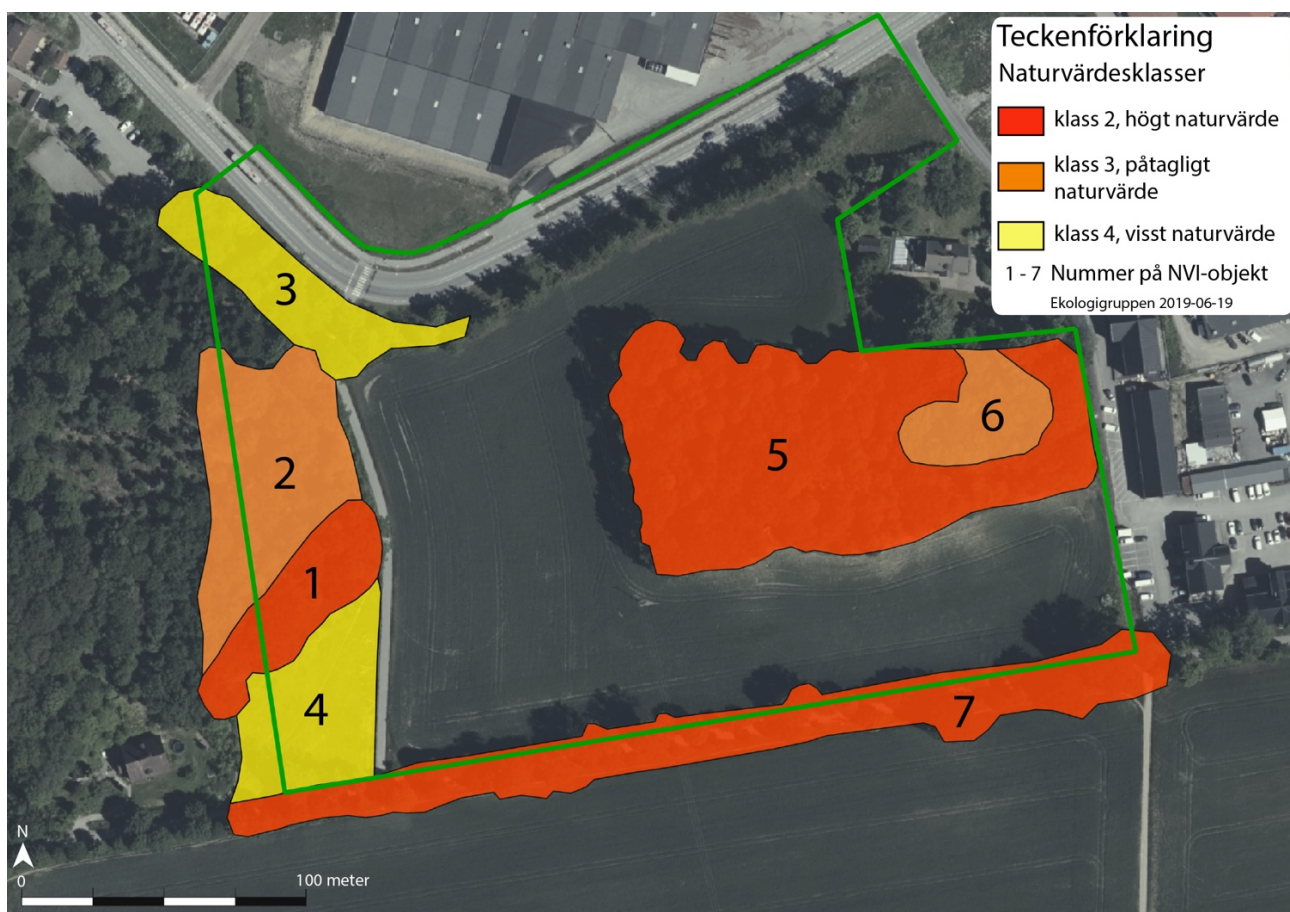 Teckenförklaring
Naturvärdesklasser
klass 2, högt naturvärde
klass 3, påtagligt
naturvärde
klass 4, visst naturvärde
1 - 7 Nummer på NVI-objekt
Ekologigruppen 2019-06-19
3
6
5
2
1
4
7
N
0
100 meter